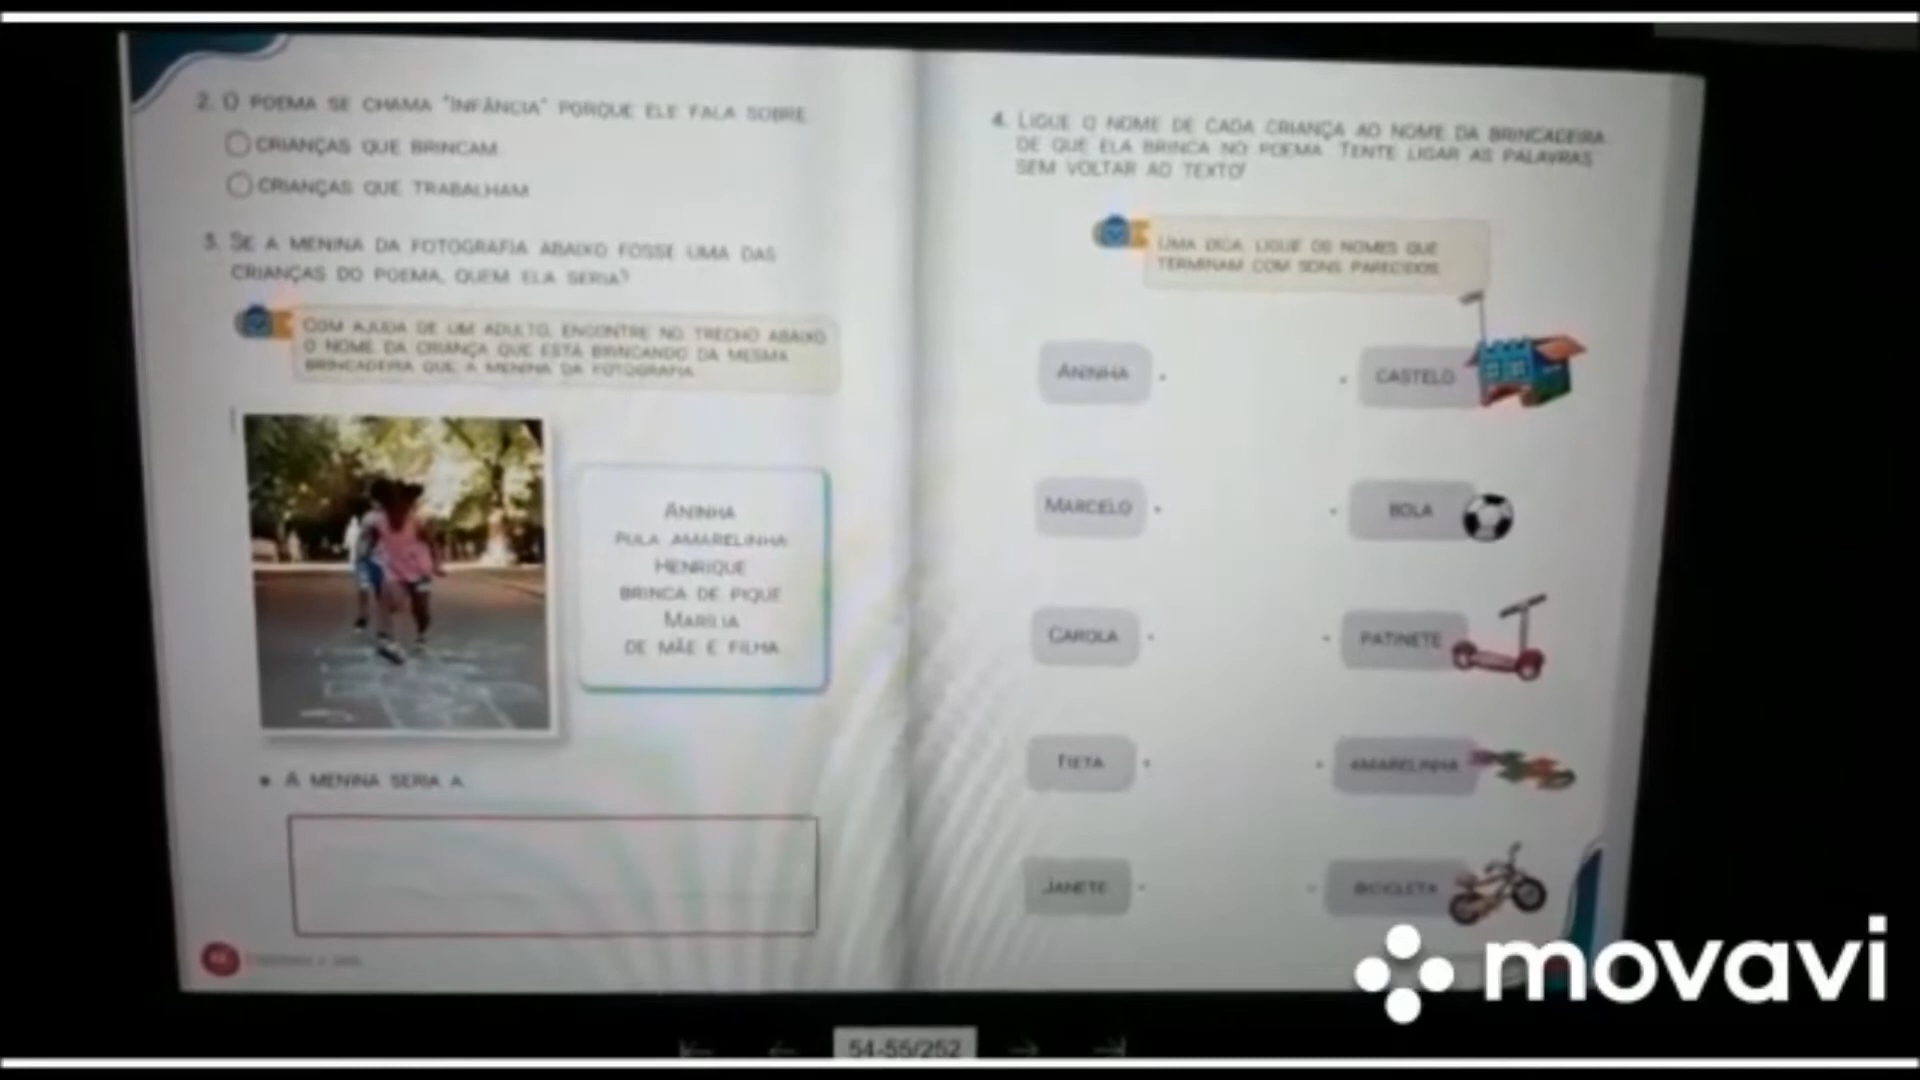 2. O POEMA SE CHAMA "INFÂNCIA" PORQUE ELE FALA SOBRE
CRIANÇAS QUE BRINCAM.
CRIANÇAS QUE TRABALHAM.
3. SE A MENINA DA FOTOGRAFIA ABAIXO FOSSE UMA DAS
CRIANÇAS DO POEMA, QUEM ELA SERIA?
COM AJUDA DE UM ADULTO, ENCONTRE NO TRECHO ABAIXO
O NOME DA CRIANÇA QUE ESTÁ BRINCANDO DA MESMA
BRINCADEIRA QUE A MENINA DA FOTOGRAFIA.
ANINHA
PULA AMARELINHA
HENRIQUE
BRINCA DE PIQUE
MARÍLIA
DE MÃE E FILHA
• A MENINA SERIA A
4. LIGUE O NOME DE CADA CRIANÇA AO NOME DA BRINCADEIRA
DE QUE ELA BRINCA NO POEMA. TENTE LIGAR AS PALAVRAS
SEM VOLTAR AO TEXTO!
UMA DICA: LIGUE OS NOMES QUE
TERMINAM COM SONS PARECIDOS.
ANINHA
CASTELO
MARCELO
BOLA
CAROLA
PATINETE
TIETA
AMARELINHA
JANETE
BICICLETA
movavi
54-55/252